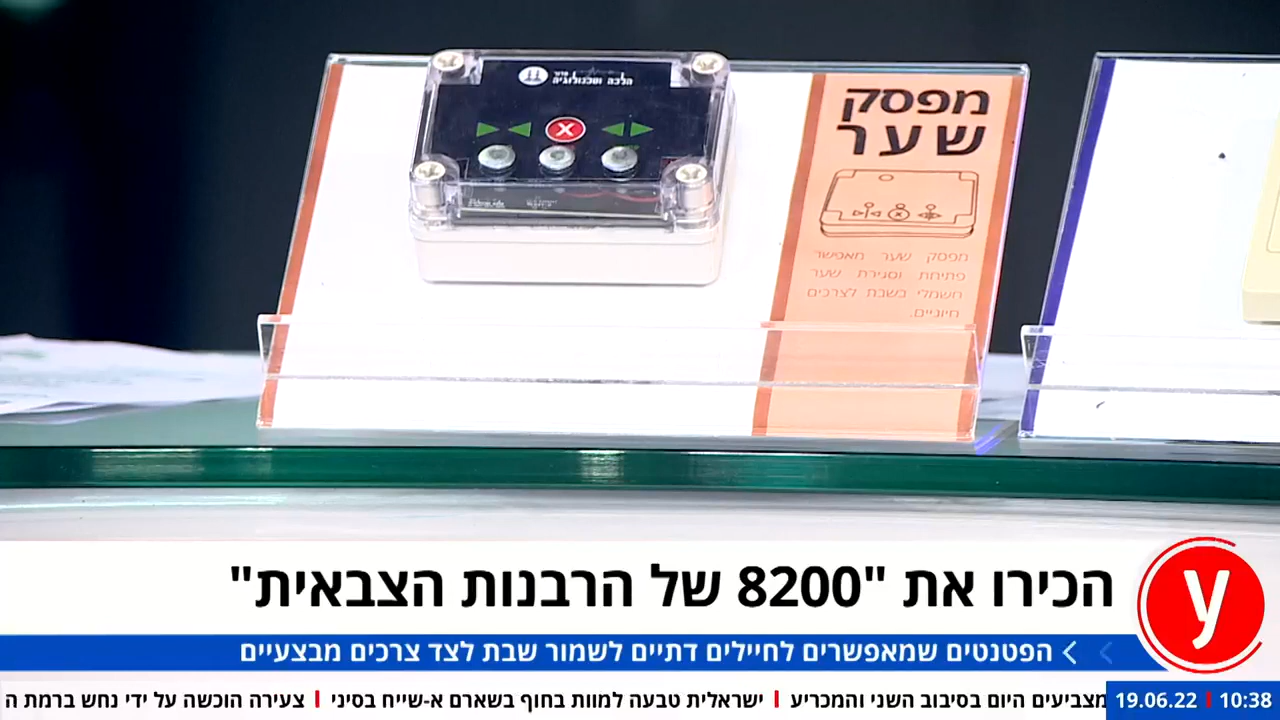 מדור
הלכה וטכנולוגיה
X
מפסק
שער
מפסק שער מאפשר
פתיחת וסגירת שער
חשמלי בשבת לצרכים
חיוניים.
הכירו את "8200 של הרבנות הצבאית"
y
הפטנטים שמאפשרים לחיילים דתיים לשמור שבת לצד צרכים מבצעיים
מצביעים היום בסיבוב השני והמכריע | ישראלית טבעה למוות בחוף בשארם א-שייח בסיני | צעירה הוכשה על ידי נחש ברמת ה
19.06.22 | 10:38